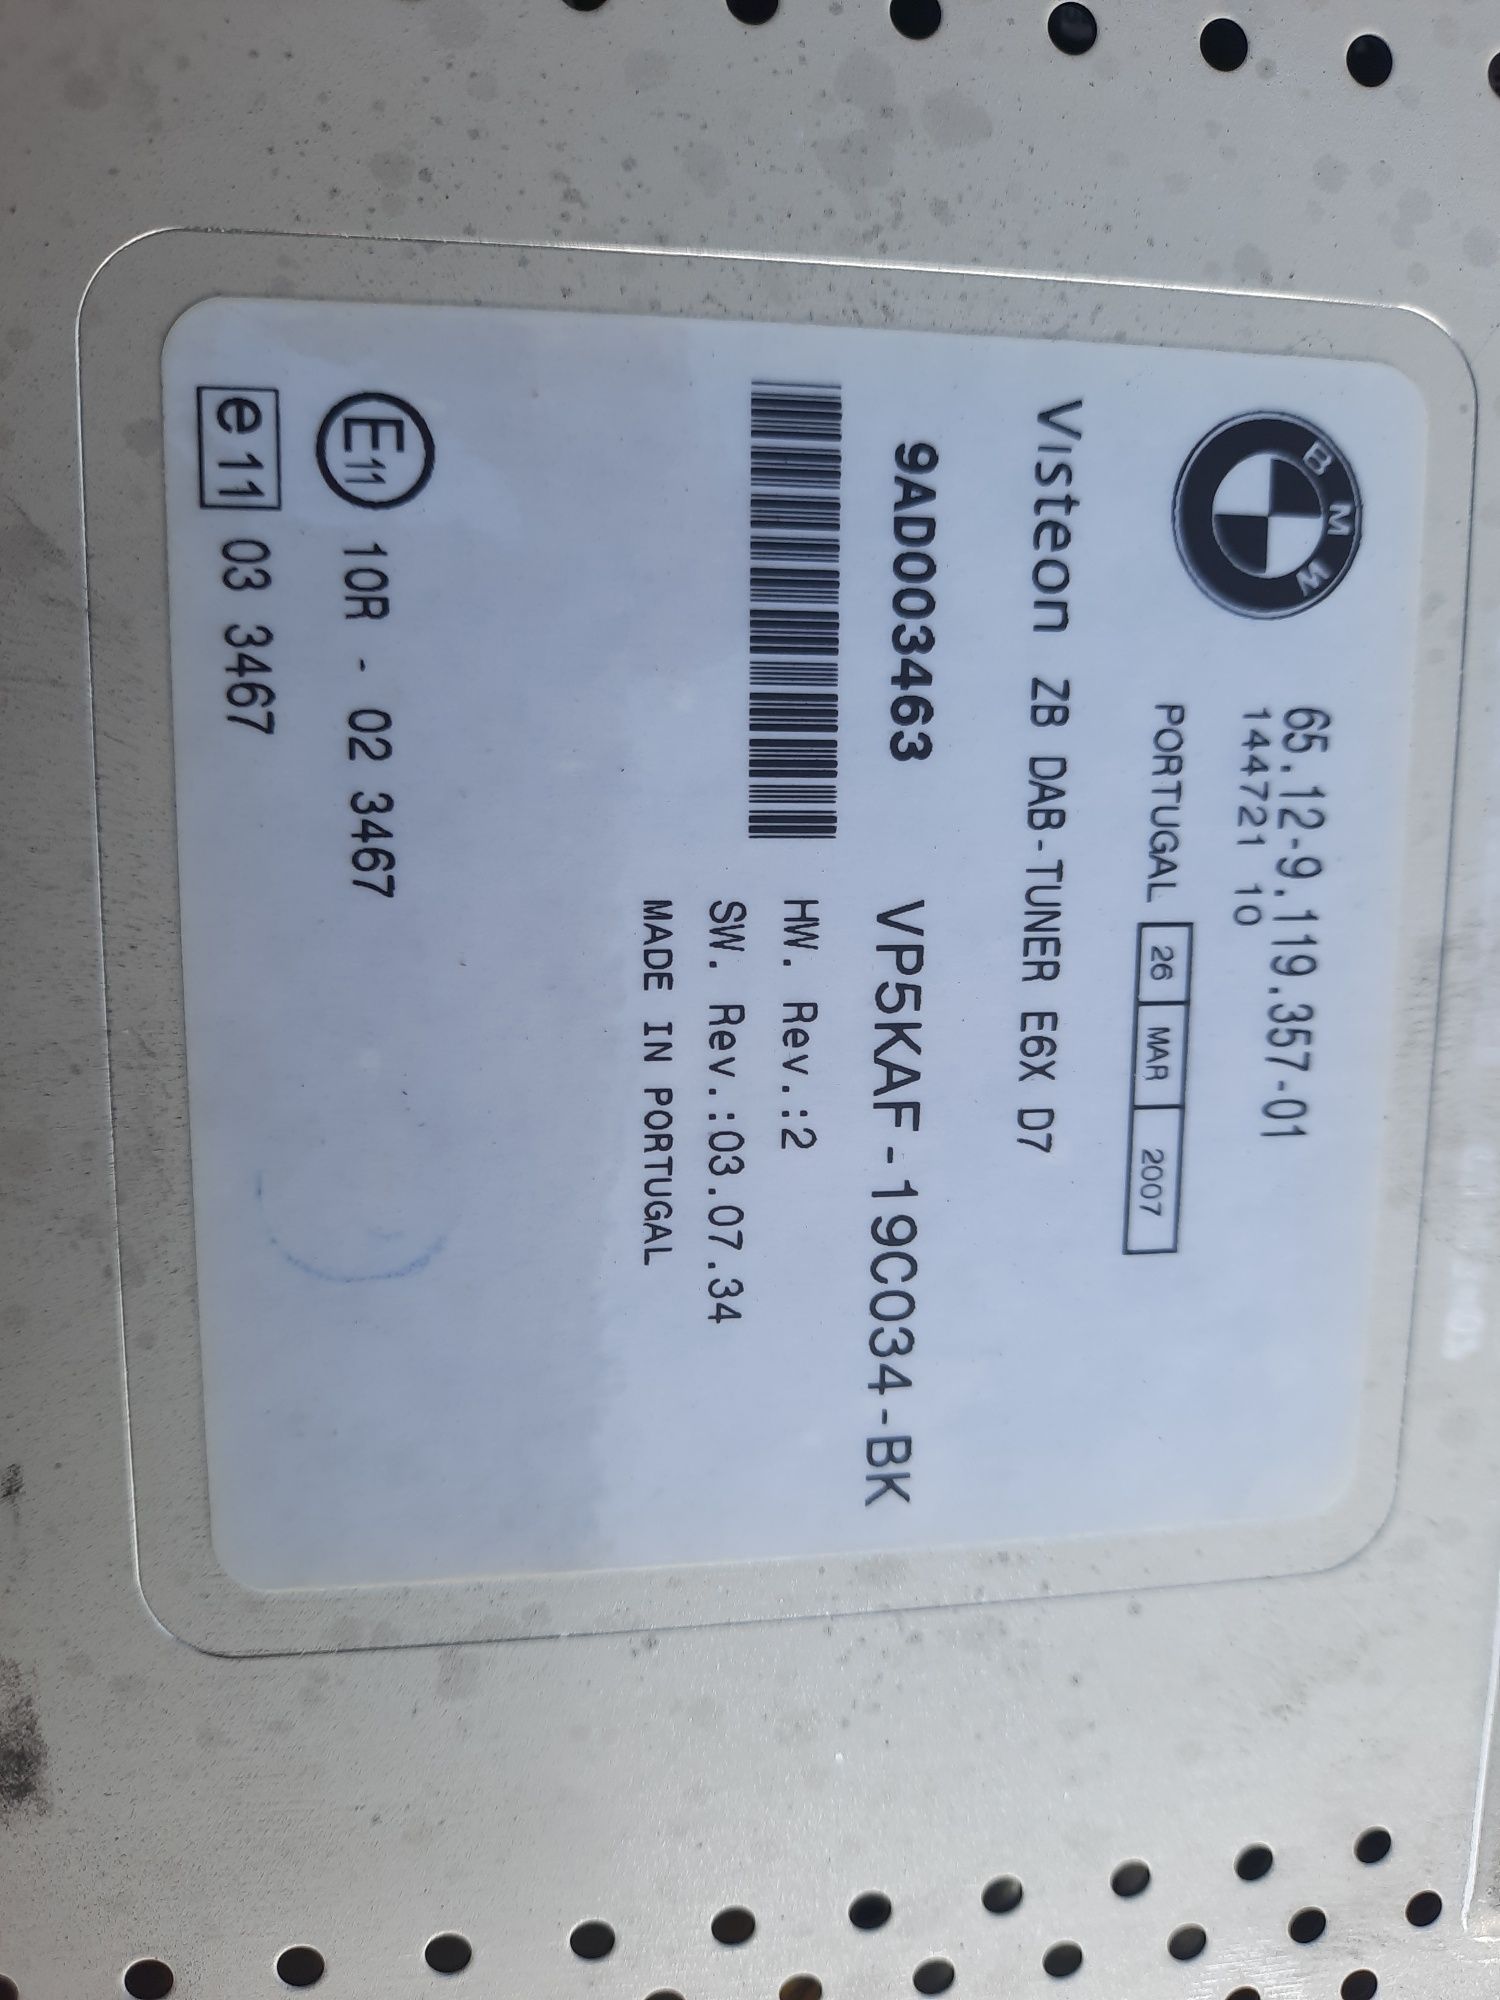 BMW
65.12-9.119.357-01
144721 10
PORTUGAL 26 MAR 2007
Visteon ZB DAB-TUNER E6X D7
9AD003463 VP5KAF-19C034-BK
HW. Rev.:2
SW. Rev.:03.07.34
MADE IN PORTUGAL
E11 10R - 02 3467
e11 03 3467